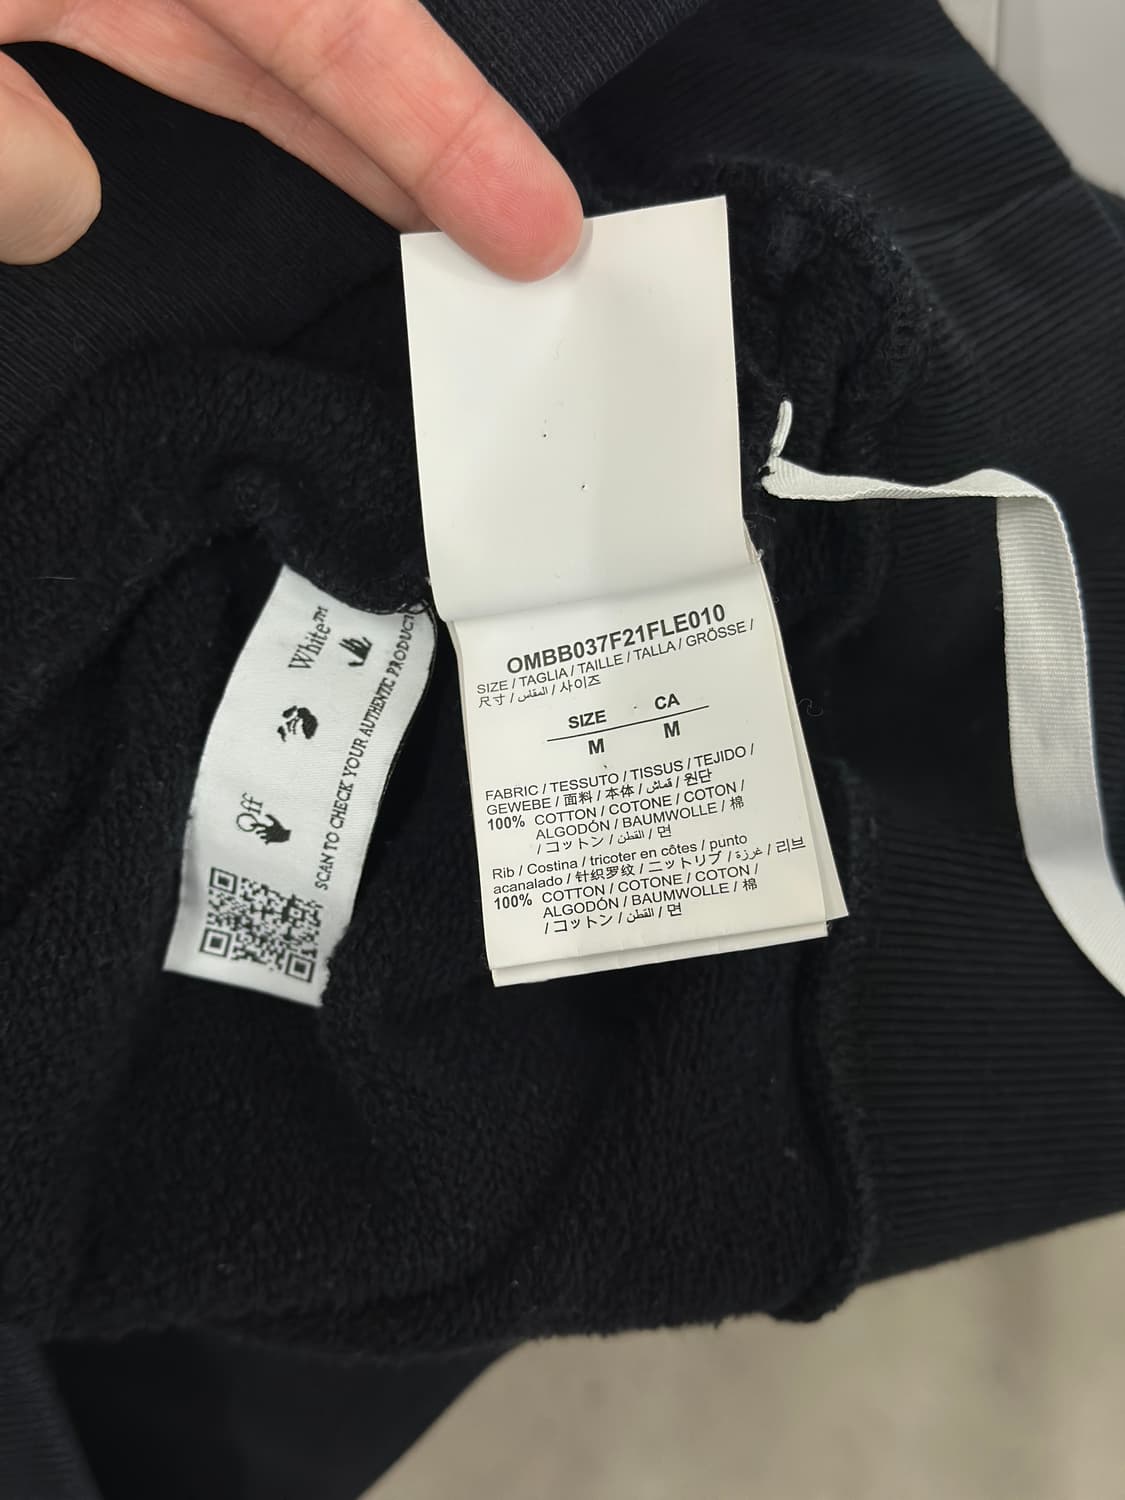 OMBB037F21FLE010
SIZE / TAGLIA / TAILLE / TALLA / GRÖSSE /
尺寸 / المقاس / 사이즈
SIZE CA
M M
FABRIC / TESSUTO / TISSUS / TEJIDO /
GEWEBE / 面料 / 本体 / قماش / 원단
100% COTTON / COTONE / COTON /
ALGODÓN / BAUMWOLLE / 棉
/ コットン / القطن / 면
Rib / Costina / tricoter en côtes / punto
acanalado / 针织罗纹 / ニットリブ / غرزة / 리브
100% COTTON / COTONE / COTON /
ALGODÓN / BAUMWOLLE / 棉
/ コットン / القطن / 면
Off
White™
SCAN TO CHECK YOUR AUTHENTIC PRODUCT